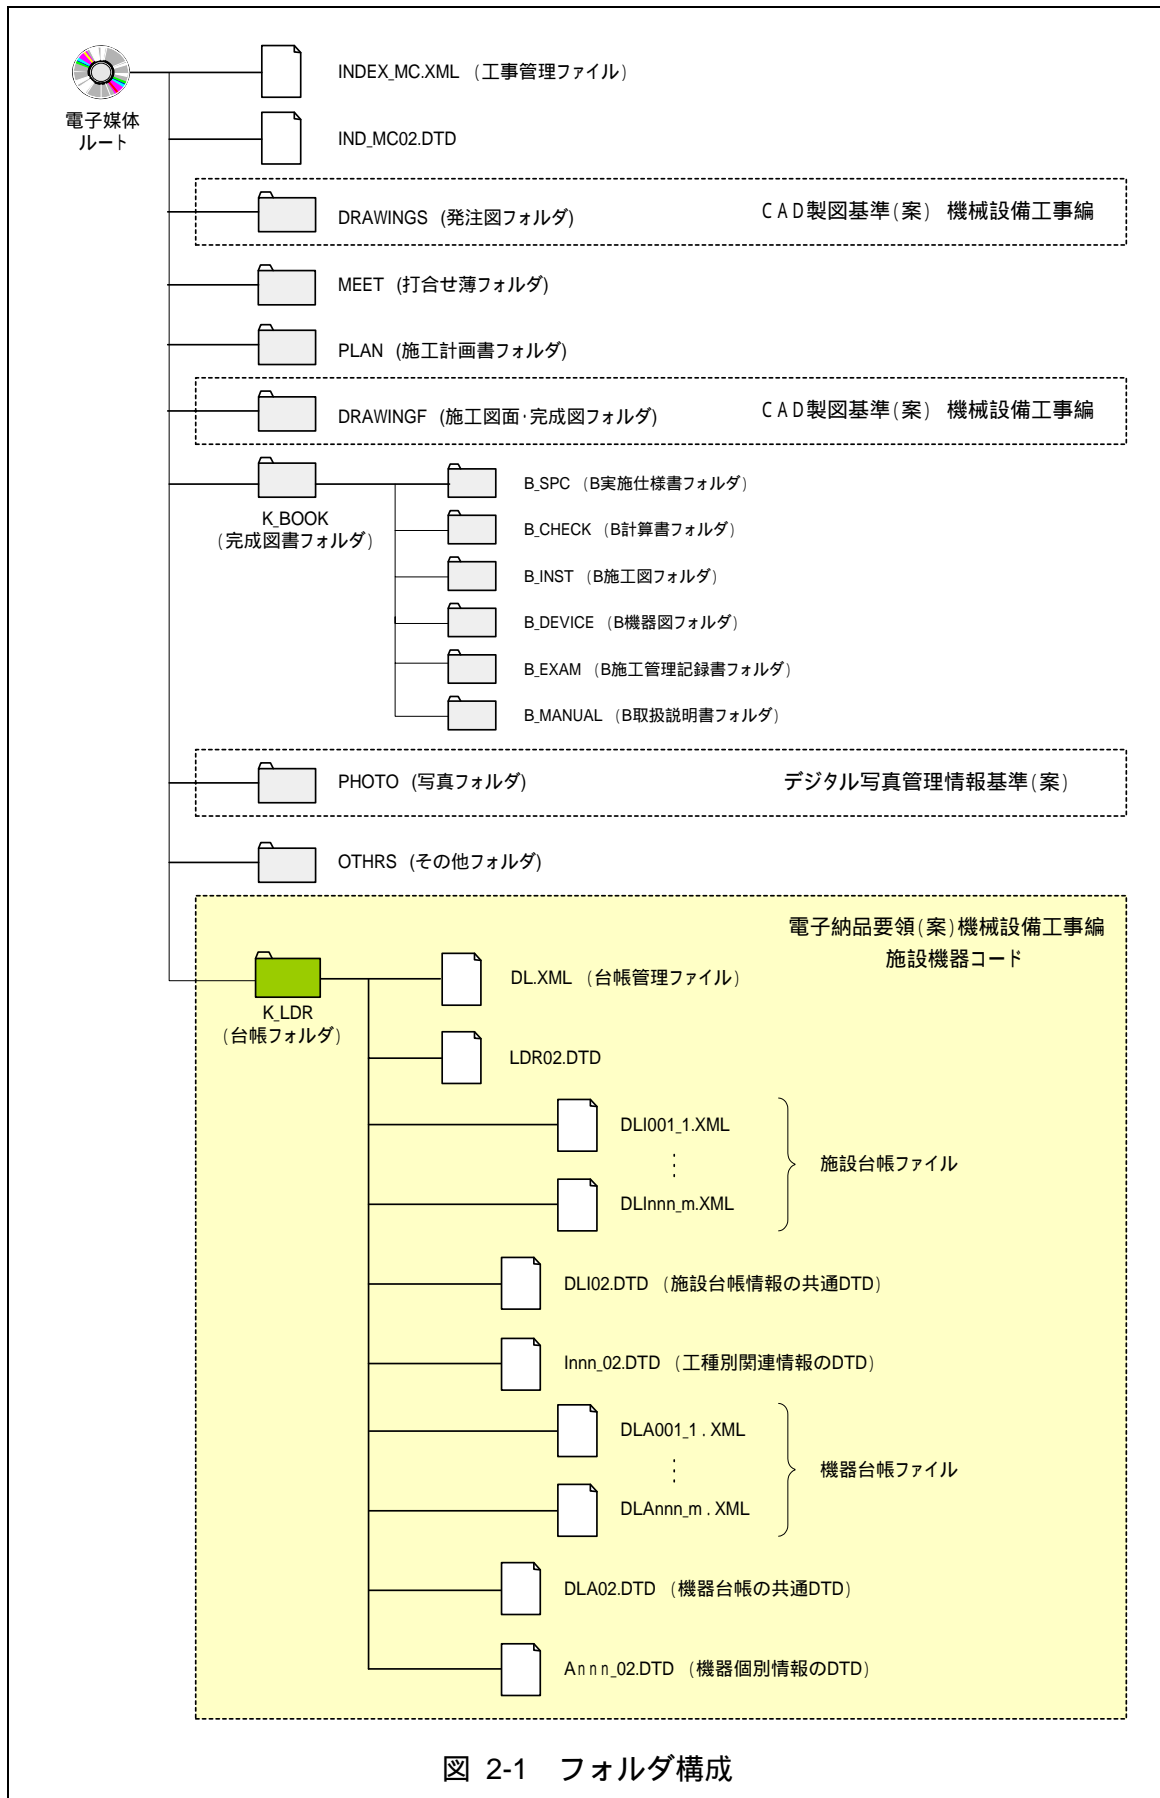 INDEX_MC.XML (工事管理ファイル)
電子媒体
ルート
IND_MC02.DTD
DRAWINGS (発注図フォルダ)
CAD製図基準(案) 機械設備工事編
MEET (打合せ薄フォルダ)
PLAN (施工計画書フォルダ)
DRAWINGF (施工図面・完成図フォルダ)
CAD製図基準(案) 機械設備工事編
K_BOOK
(完成図書フォルダ)
B_SPC (B実施仕様書フォルダ)
B_CHECK (B計算書フォルダ)
B_INST (B施工図フォルダ)
B_DEVICE (B機器図フォルダ)
B_EXAM (B施工管理記録書フォルダ)
B_MANUAL (B取扱説明書フォルダ)
PHOTO (写真フォルダ)
デジタル写真管理情報基準(案)
OTHRS (その他フォルダ)
電子納品要領(案)機械設備工事編
施設機器コード
K_LDR
(台帳フォルダ)
DL.XML (台帳管理ファイル)
LDR02.DTD
DLI001_1.XML
⋮
DLInnn_m.XML
施設台帳ファイル
DLI02.DTD (施設台帳情報の共通DTD)
Innn_02.DTD (工種別関連情報のDTD)
DLA001_1 . XML
⋮
DLAnnn_m . XML
機器台帳ファイル
DLA02.DTD (機器台帳の共通DTD)
Annn_02.DTD (機器個別情報のDTD)
図 2-1 フォルダ構成